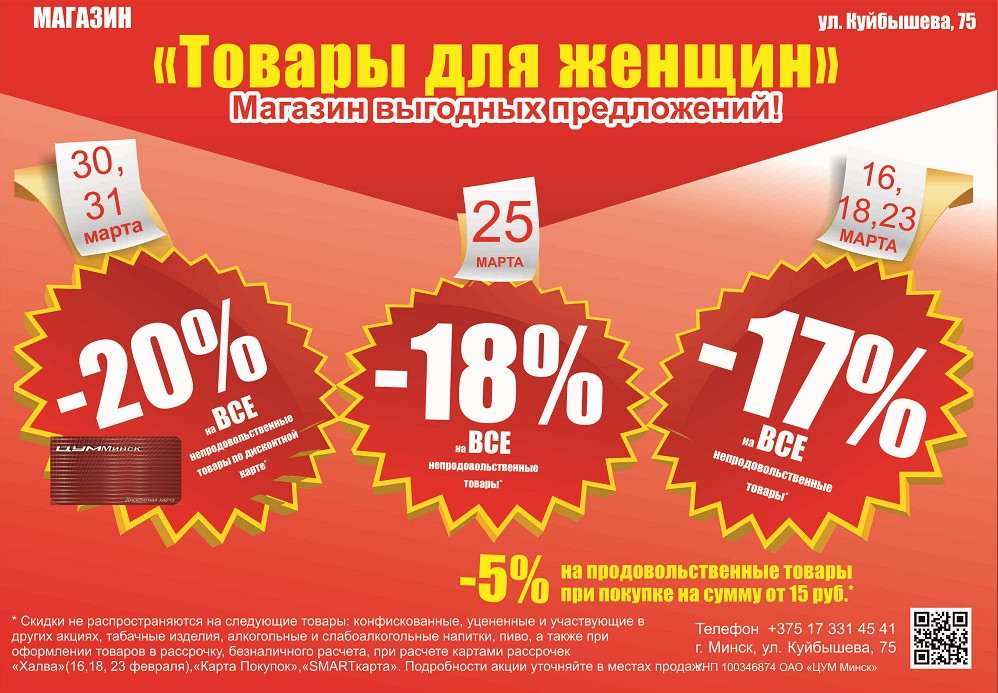 МАГАЗИН
ул. Куйбышева, 75
«Товары для женщин»
Магазин выгодных предложений!
30,
31
марта
25
МАРТА
16,
18,23
МАРТА
-20%
на ВСЕ
непродовольственные
товары по дисконтной
карте*
ЦУМ Минск
Дисконтная карта
-18%
на ВСЕ
непродовольственные
товары*
-17%
на ВСЕ
непродовольственные
товары*
-5%
на продовольственные товары
при покупке на сумму от 15 руб.*
* Скидки не распространяются на следующие товары: конфискованные, уцененные и участвующие в
других акциях, табачные изделия, алкогольные и слабоалкогольные напитки, пиво, а также при
оформлении товаров в рассрочку, безналичного расчета, при расчете картами рассрочек
«Халва»(16,18, 23 февраля),«Карта Покупок»,«SMARTкарта». Подробности акции уточняйте в местах продаж.
Телефон +375 17 331 45 41
г. Минск, ул. Куйбышева, 75
УНП 100346874 ОАО «ЦУМ Минск»